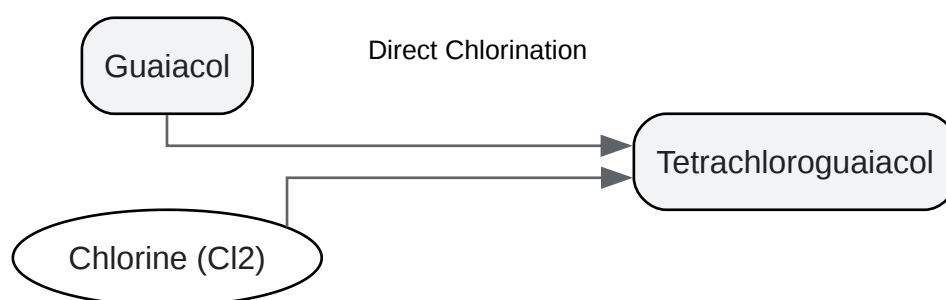 Guaiacol
Direct Chlorination
Tetrachloroguaiacol
Chlorine (Cl2)